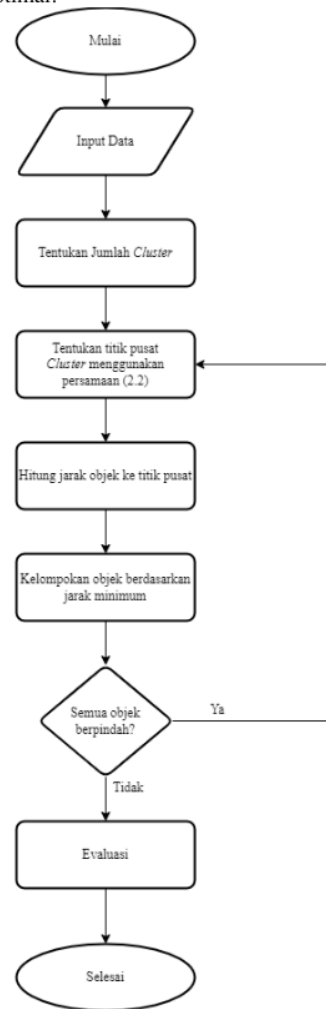 Mulai
Input Data
Tentukan Jumlah Cluster
Tentukan titik pusat
Cluster menggunakan
persamaan (2.2)
Hitung jarak objek ke titik pusat
Kelompokan objek berdasarkan
jarak minimum
Semua objek
berpindah?
Ya
Tidak
Evaluasi
Selesai